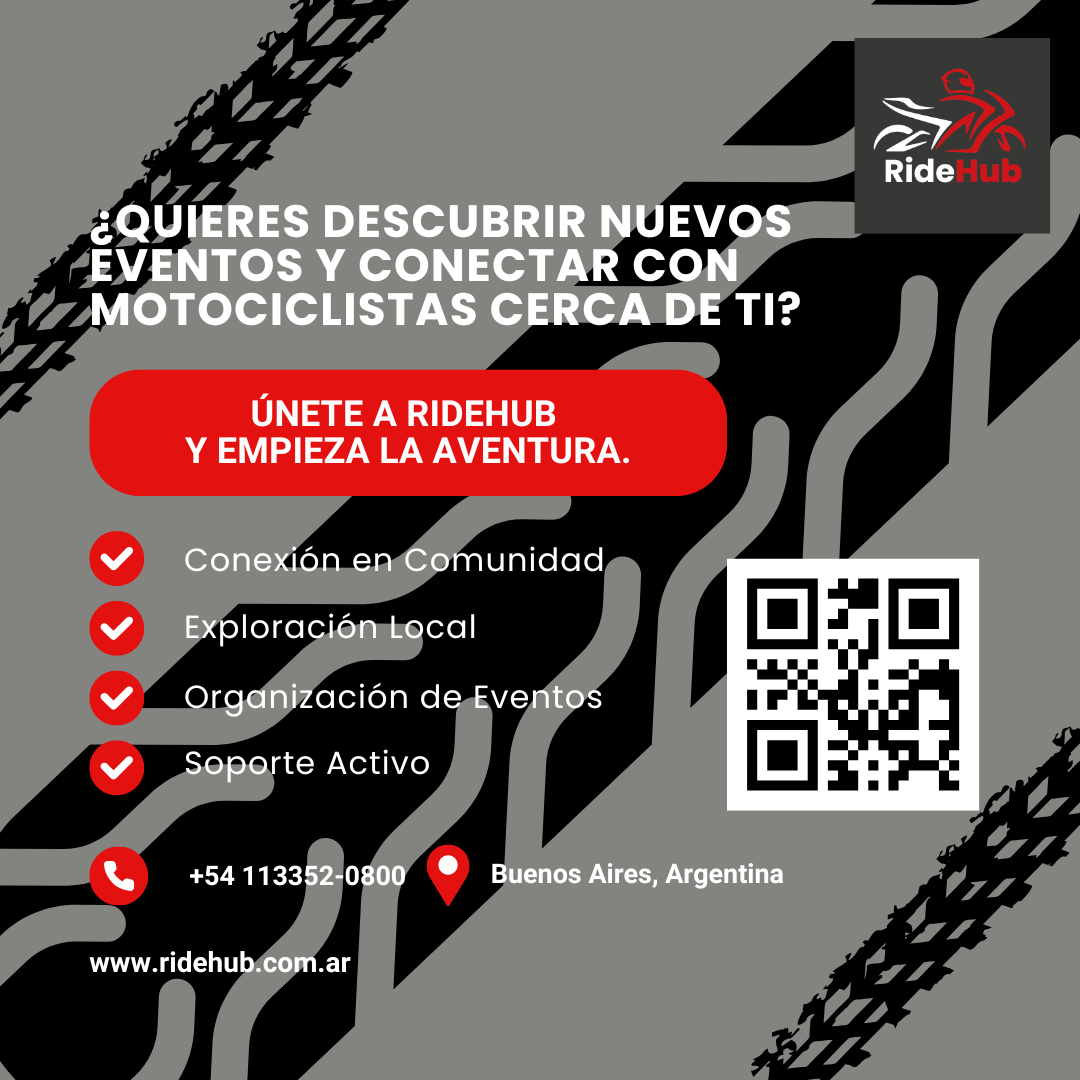 RideHub
¿QUIERES DESCUBRIR NUEVOS
EVENTOS Y CONECTAR CON
MOTOCICLISTAS CERCA DE TI?
ÚNETE A RIDEHUB
Y EMPIEZA LA AVENTURA.
Conexión en Comunidad
Exploración Local
Organización de Eventos
Soporte Activo
+54 113352-0800
Buenos Aires, Argentina
www.ridehub.com.ar